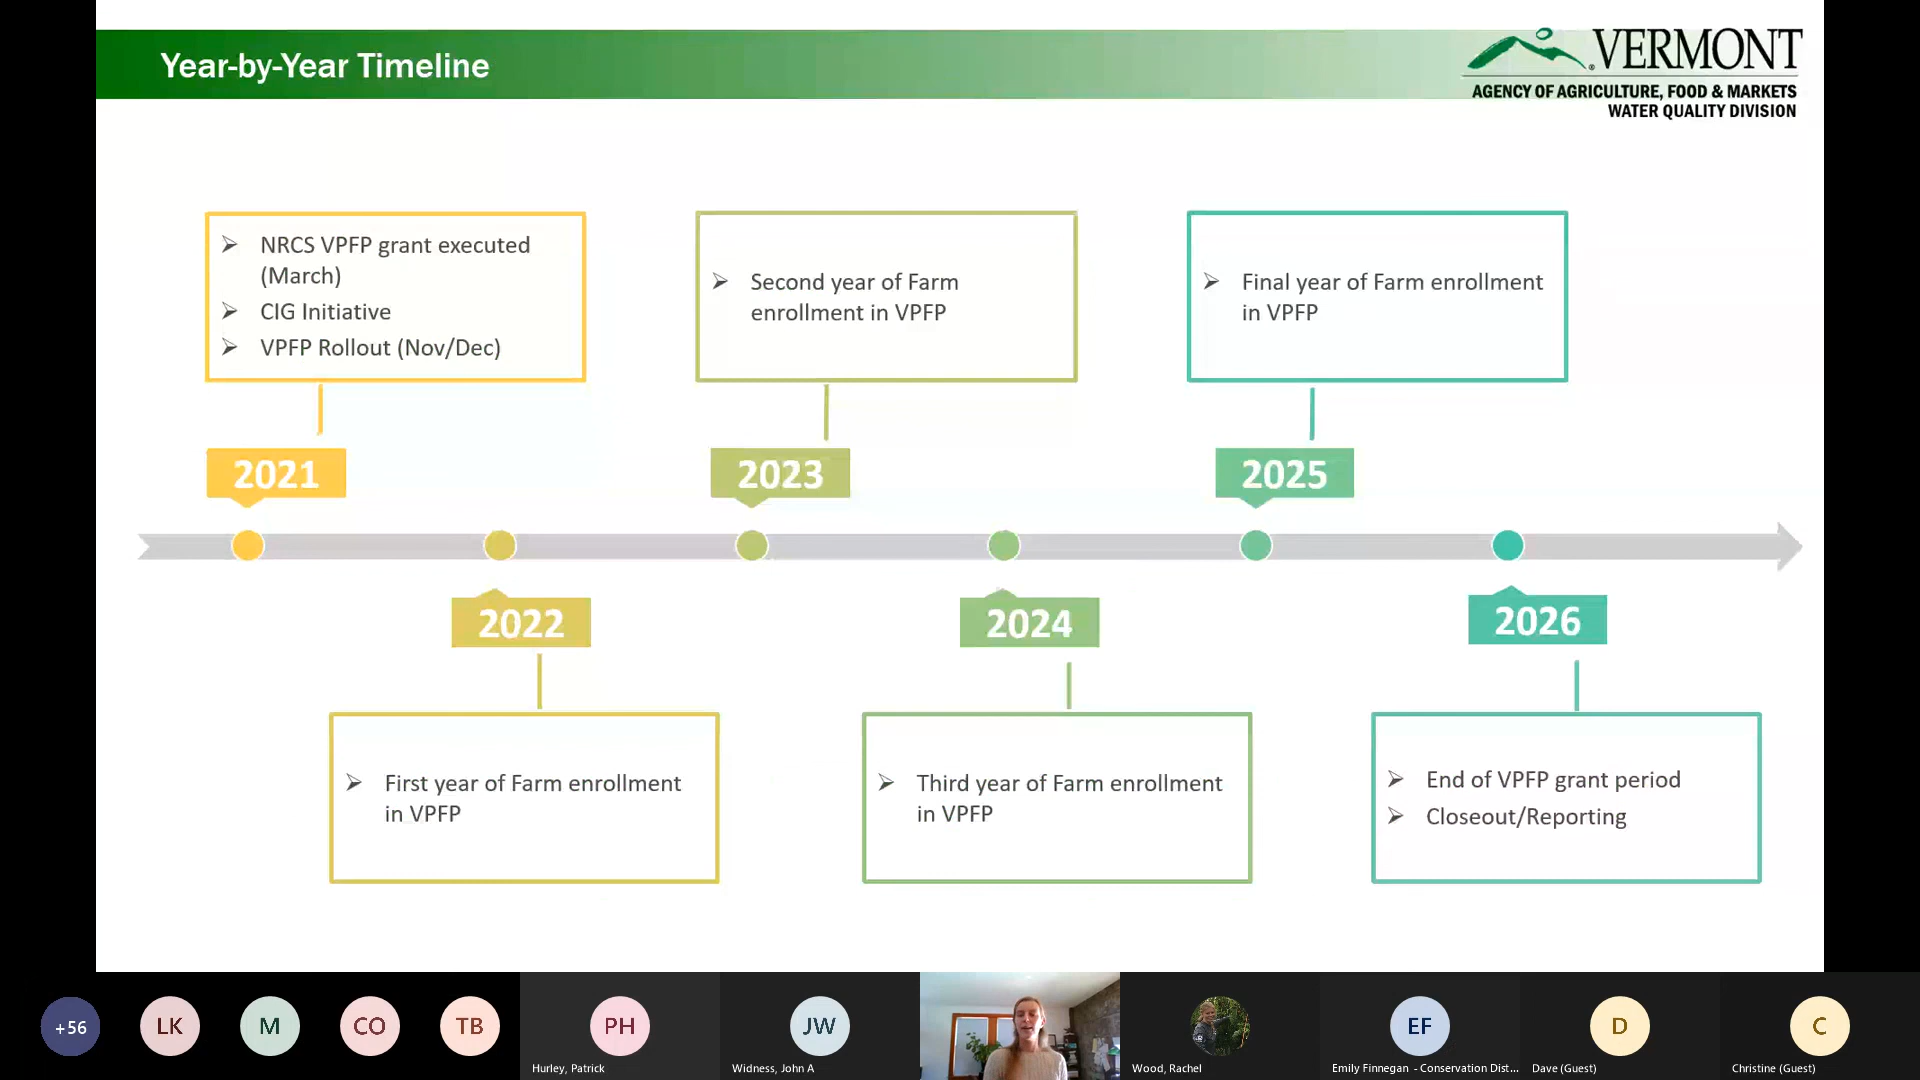 Year-by-Year Timeline
VERMONT
AGENCY OF AGRICULTURE, FOOD & MARKETS
WATER QUALITY DIVISION
NRCS VPFP grant executed
(March)
CIG Initiative
VPFP Rollout (Nov/Dec)
Second year of Farm
enrollment in VPFP
Final year of Farm enrollment
in VPFP
2021
2023
2025
2022
2024
2026
First year of Farm enrollment
in VPFP
Third year of Farm enrollment
in VPFP
End of VPFP grant period
Closeout/Reporting
+56
LK
M
CO
TB
PH
JW
EF
D
C
Hurley, Patrick
Widness, John A
Wood, Rachel
Emily Finnegan - Conservation Dist...
Dave (Guest)
Christine (Guest)